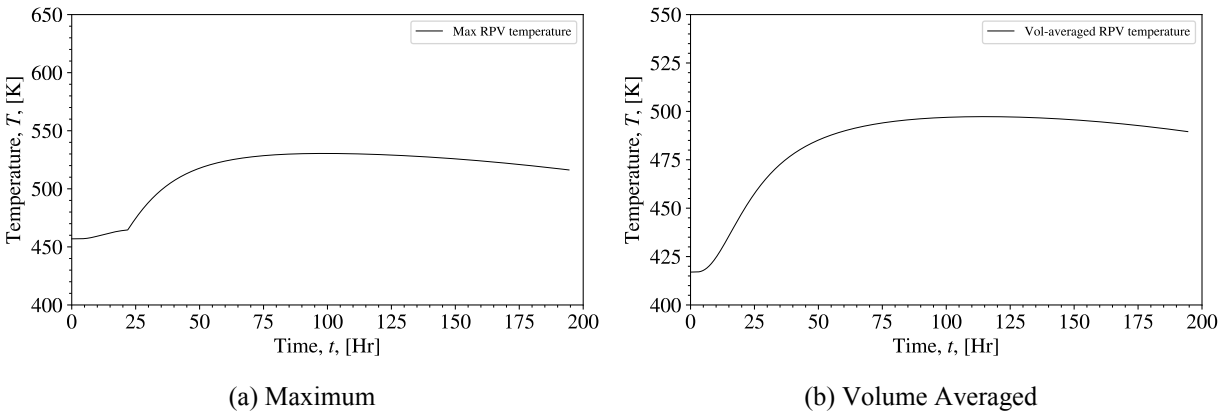 650
600
550
500
450
400
Temperature, T, [K]
Max RPV temperature
0 25 50 75 100 125 150 175 200
Time, t, [Hr]
(a) Maximum
550
525
500
475
450
425
400
Temperature, T, [K]
Vol-averaged RPV temperature
0 25 50 75 100 125 150 175 200
Time, t, [Hr]
(b) Volume Averaged